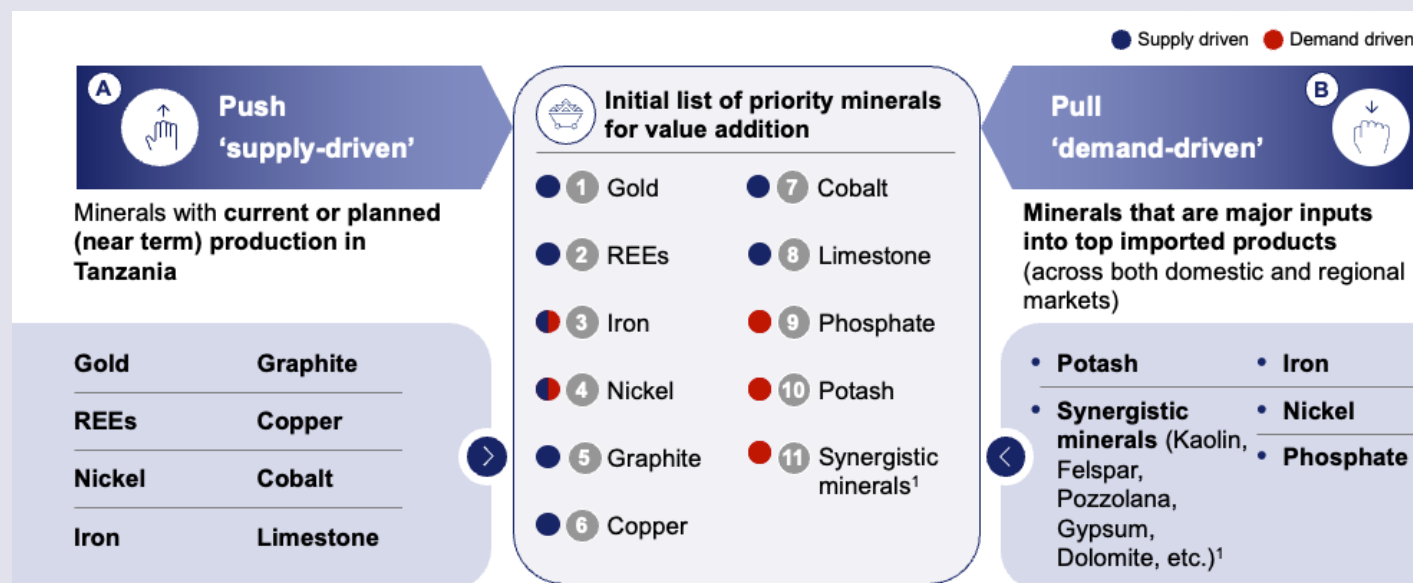 Supply driven Demand driven
A
Push
‘supply-driven’
Minerals with current or planned
(near term) production in
Tanzania
Gold Graphite
REEs Copper
Nickel Cobalt
Iron Limestone
Initial list of priority minerals
for value addition
1 Gold
2 REEs
3 Iron
4 Nickel
5 Graphite
6 Copper
7 Cobalt
8 Limestone
9 Phosphate
10 Potash
11 Synergistic
minerals¹
B
Pull
‘demand-driven’
Minerals that are major inputs
into top imported products
(across both domestic and regional
markets)
• Potash
• Synergistic
minerals (Kaolin,
Felspar,
Pozzolana,
Gypsum,
Dolomite, etc.)¹
• Iron
• Nickel
• Phosphate